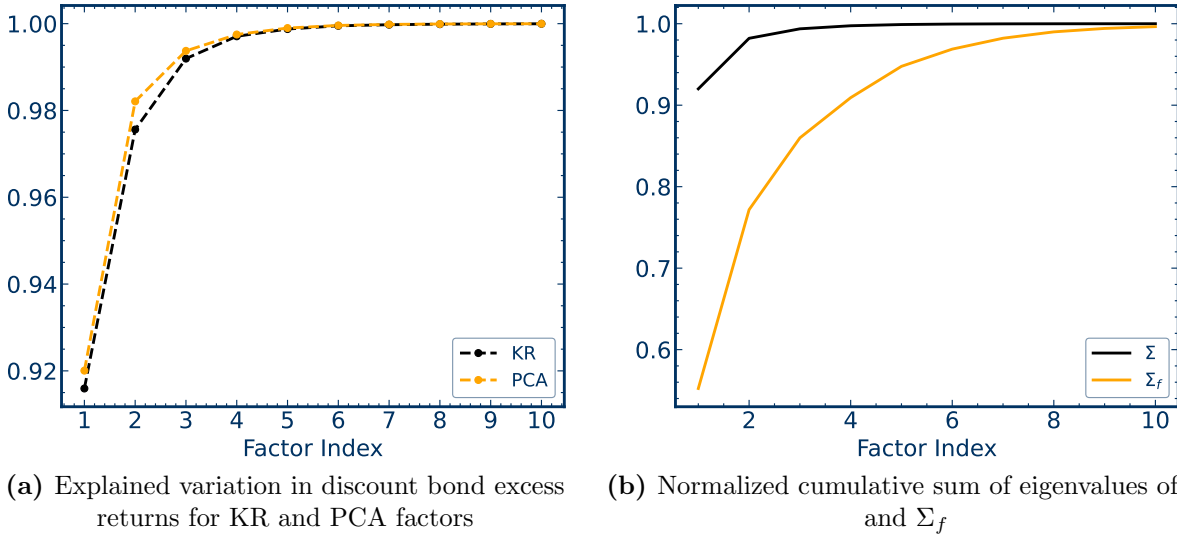 1.00
0.98
0.96
0.94
0.92
KR
PCA
1 2 3 4 5 6 7 8 9 10
Factor Index
(a) Explained variation in discount bond excess
returns for KR and PCA factors
1.0
0.9
0.8
0.7
0.6
Σ
Σ_f
2 4 6 8 10
Factor Index
(b) Normalized cumulative sum of eigenvalues of
and Σ_f